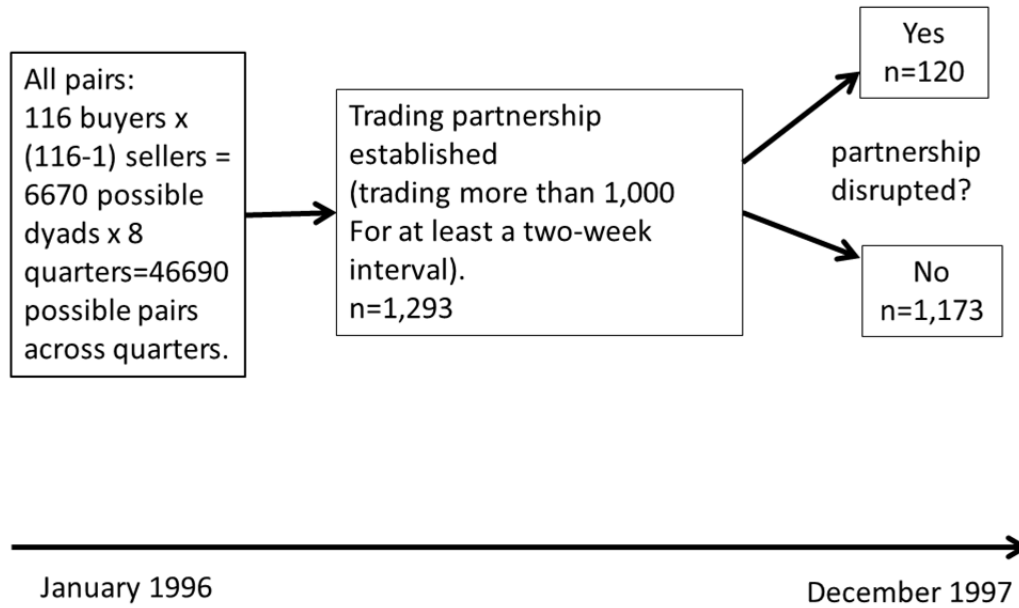 All pairs:
116 buyers x
(116-1) sellers =
6670 possible
dyads x 8
quarters=46690
possible pairs
across quarters.
Trading partnership
established
(trading more than 1,000
For at least a two-week
interval).
n=1,293
Yes
n=120
partnership
disrupted?
No
n=1,173
January 1996
December 1997